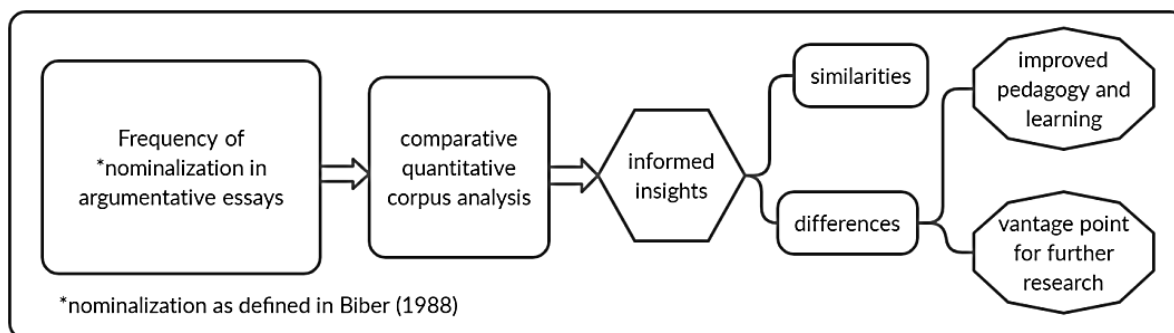 Frequency of
*nominalization in
argumentative essays
comparative
quantitative
corpus analysis
informed
insights
similarities
differences
improved
pedagogy and
learning
vantage point
for further
research
*nominalization as defined in Biber (1988)